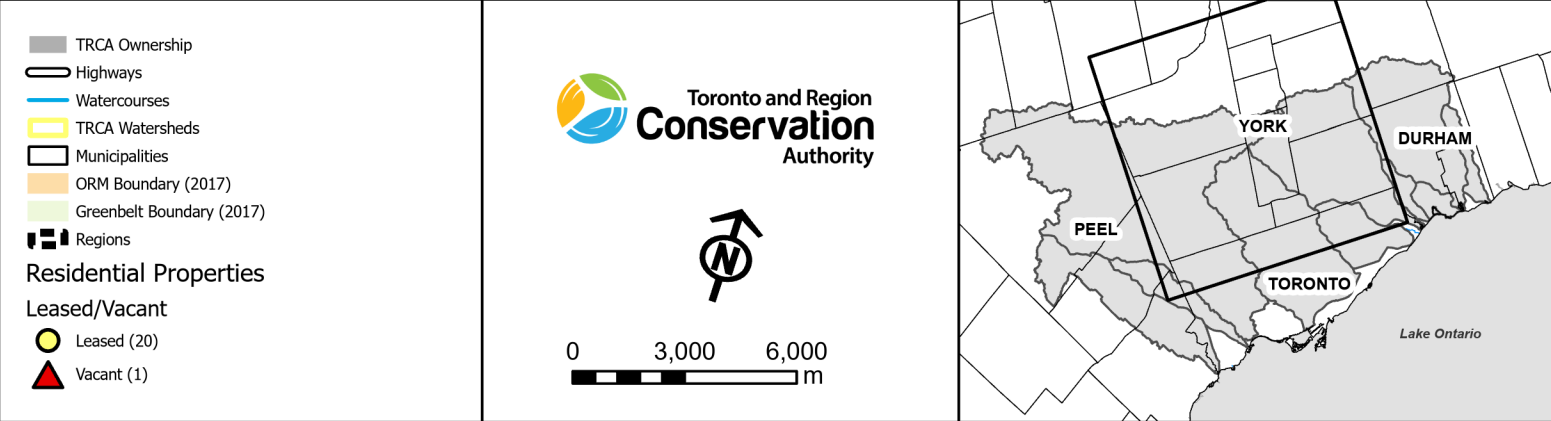 TRCA Ownership
Highways
Watercourses
TRCA Watersheds
Municipalities
ORM Boundary (2017)
Greenbelt Boundary (2017)
Regions
Residential Properties
Leased/Vacant
Leased (20)
Vacant (1)
Toronto and Region
Conservation
Authority
N
0 3,000 6,000
m
YORK
DURHAM
PEEL
TORONTO
Lake Ontario